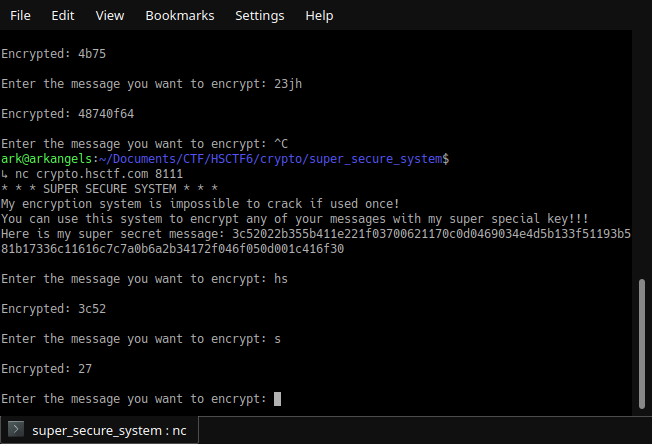 File Edit View Bookmarks Settings Help
Encrypted: 4b75
Enter the message you want to encrypt: 23jh
Encrypted: 48740f64
Enter the message you want to encrypt: ^C
ark@arkangels:~/Documents/CTF/HSCTF6/crypto/super_secure_system$
↳ nc crypto.hsctf.com 8111
* * * SUPER SECURE SYSTEM * * *
My encryption system is impossible to crack if used once!
You can use this system to encrypt any of your messages with my super special key!!!
Here is my super secret message: 3c52022b355b411e221f03700621170c0d0469034e4d5b133f51193b5
81b17336c11616c7c7a0b6a2b34172f046f050d001c416f30
Enter the message you want to encrypt: hs
Encrypted: 3c52
Enter the message you want to encrypt: s
Encrypted: 27
Enter the message you want to encrypt:
super_secure_system : nc